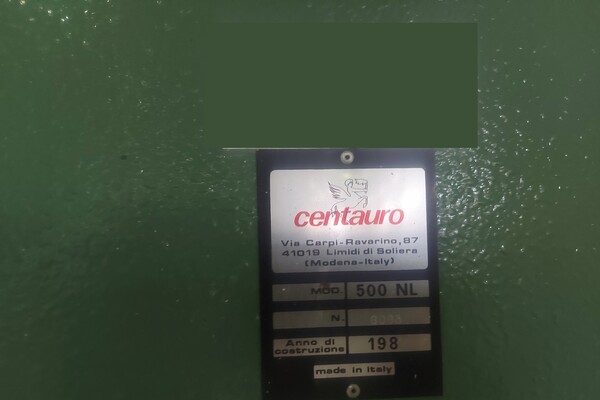 centauro
Via Carpi-Ravarino,87
41019 Limidi di Soliera
(Modena-Italy)
MOD. 500 NL
N.
Anno di
costruzione 198
made in Italy